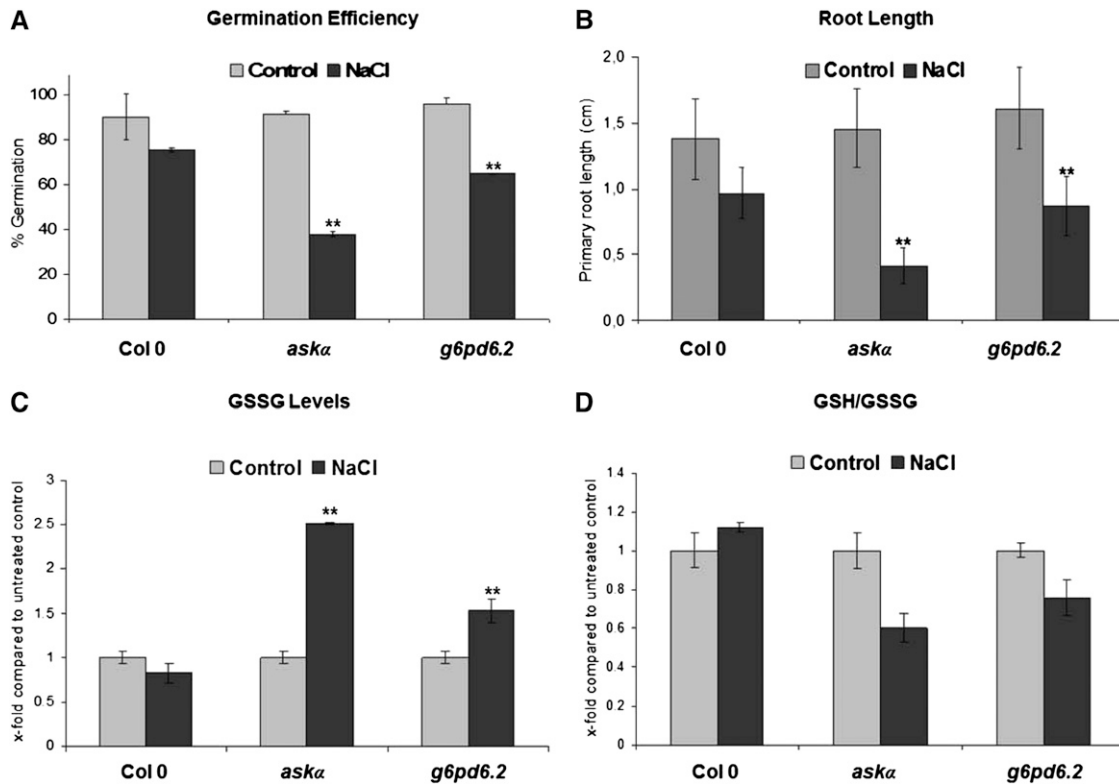 A
Germination Efficiency
Control NaCl
% Germination
100
80
60
40
20
0
**
**
Col 0 askα g6pd6.2
B
Root Length
Control NaCl
Primary root length (cm)
2,0
1,5
1,0
0,5
0,0
**
**
Col 0 askα g6pd6.2
C
GSSG Levels
Control NaCl
x-fold compared to untreated control
3
2.5
2
1.5
1
0.5
0
**
**
Col 0 askα g6pd6.2
D
GSH/GSSG
Control NaCl
x-fold compared to untreated control
1.4
1.2
1
0.8
0.6
0.4
0.2
0
Col 0 askα g6pd6.2